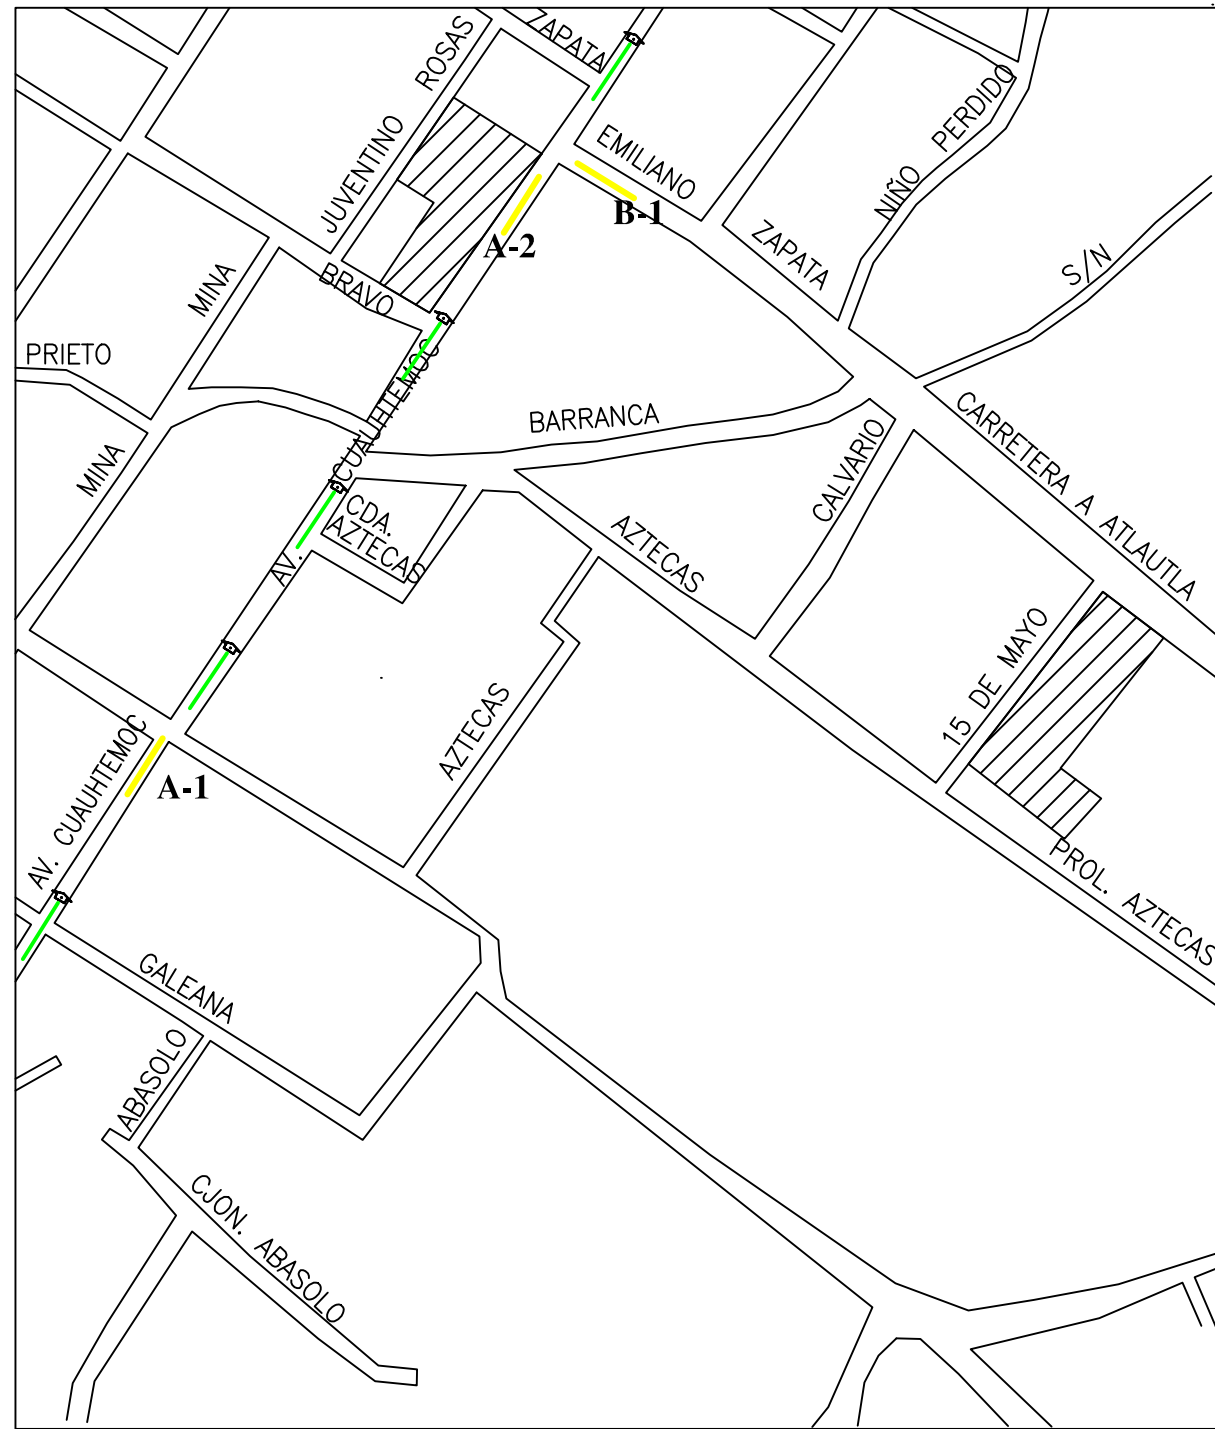 ZAPATA
JUVENTINO ROSAS
EMILIANO
ZAPATA
NIÑO PERDIDO
B-1
A-2
S/N
MINA
BRAVO
PRIETO
CARRETERA A ATLAUTLA
BARRANCA
CALVARIO
MINA
AV. CUAUHTEMOC
CDA.
AZTECAS
AZTECAS
15 DE MAYO
AZTECAS
AV. CUAUHTEMOC
A-1
PROL. AZTECAS
GALEANA
ABASOLO
CJON. ABASOLO